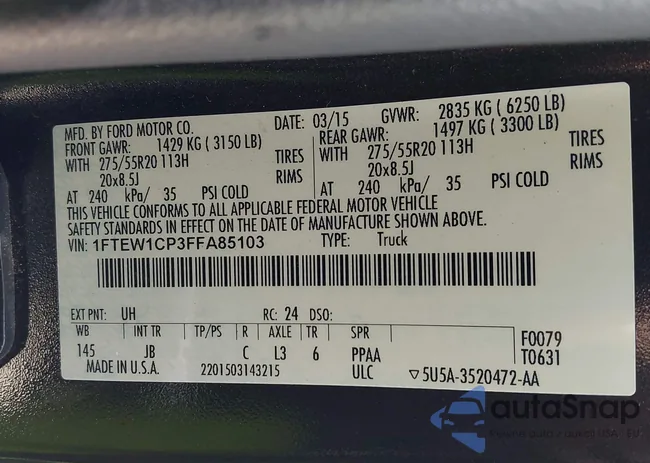 MFD. BY FORD MOTOR CO. DATE: 03/15 GVWR: 2835 KG ( 6250 LB)
FRONT GAWR: 1429 KG ( 3150 LB) REAR GAWR: 1497 KG ( 3300 LB)
WITH 275/55R20 113H TIRES WITH 275/55R20 113H TIRES
20x8.5J RIMS 20x8.5J RIMS
AT 240 kPa/ 35 PSI COLD AT 240 kPa/ 35 PSI COLD
THIS VEHICLE CONFORMS TO ALL APPLICABLE FEDERAL MOTOR VEHICLE
SAFETY STANDARDS IN EFFECT ON THE DATE OF MANUFACTURE SHOWN ABOVE.
VIN: 1FTEW1CP3FFA85103 TYPE: Truck
EXT PNT: UH RC: 24 DSO:
WB INT TR TP/PS R AXLE TR SPR F0079
145 JB C L3 6 PPAA T0631
MADE IN U.S.A. 2201503143215 ULC ▽5U5A-3520472-AA
autoSnap